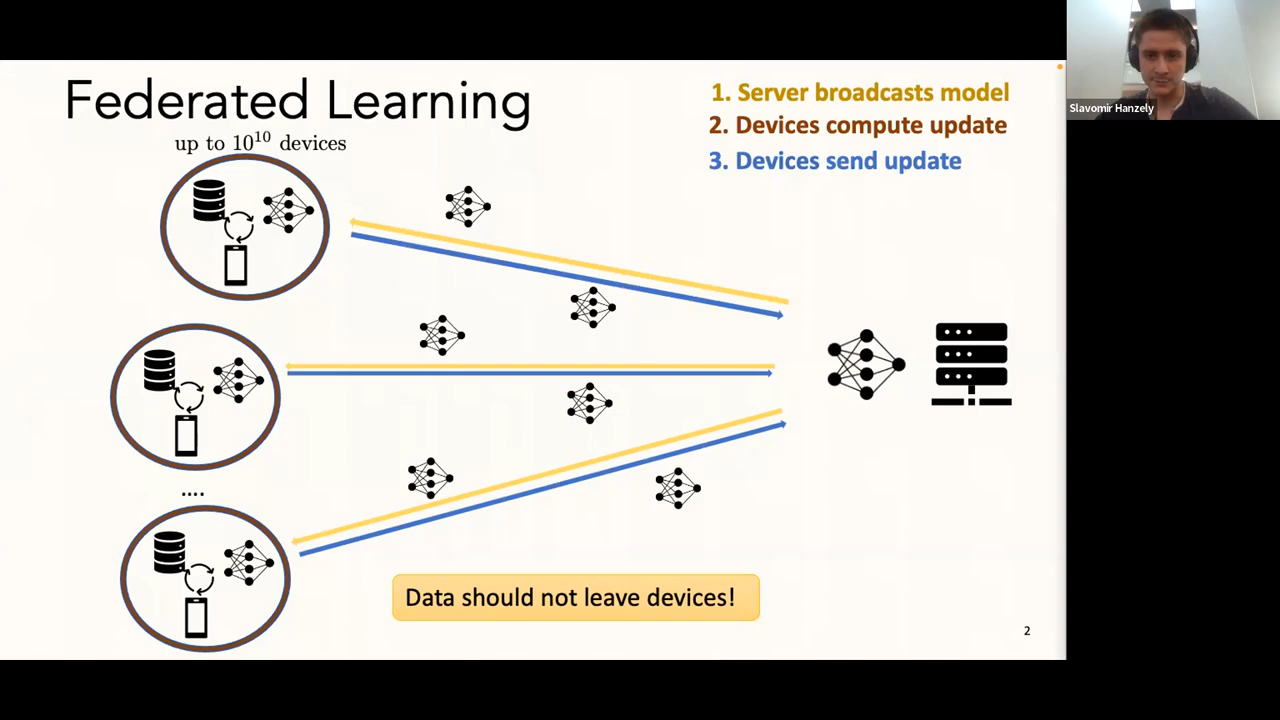 Federated Learning
up to 10^10 devices
1. Server broadcasts model
2. Devices compute update
3. Devices send update
Slavomir Hanzely
....
Data should not leave devices!
2